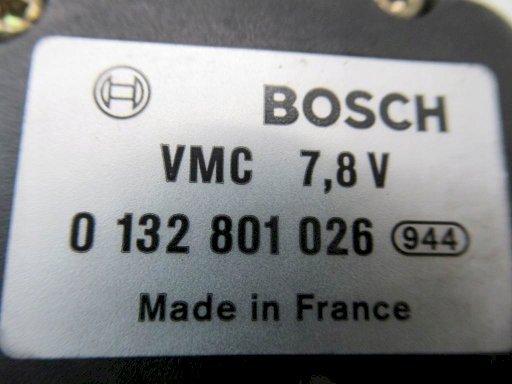 BOSCH
VMC 7,8 V
0 132 801 026 944
Made in France